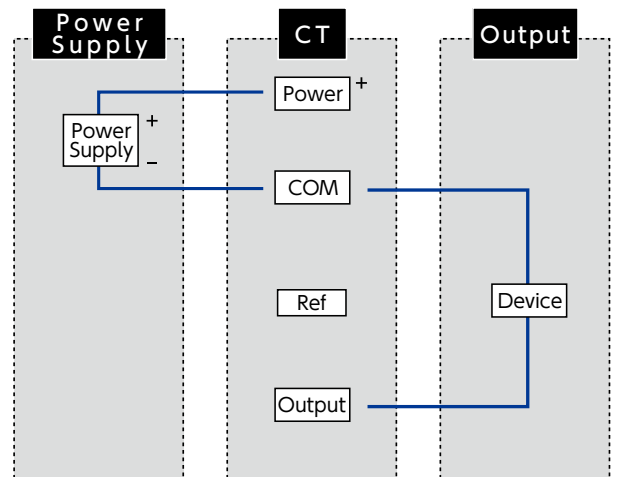 Power
Supply
CT
Output
Power +
Power
Supply
+
−
COM
Ref
Device
Output